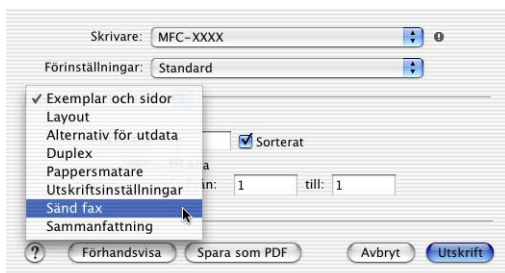 Skrivare: MFC-XXXX
Förinställningar: Standard
✓ Exemplar och sidor
Layout
Alternativ för utdata
Duplex
Pappersmatare
Utskriftsinställningar
Sänd fax
Sammanfattning
Sorterat
1 till: 1
? Förhandsvisa Spara som PDF Avbryt Utskrift